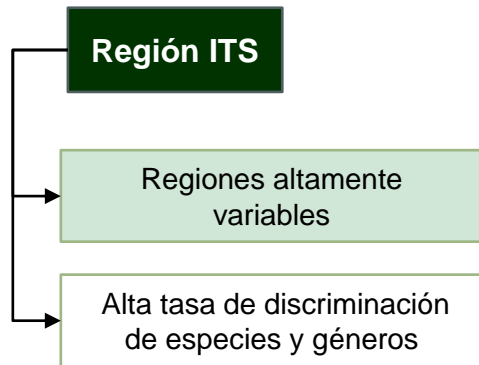 Región ITS
Regiones altamente
variables
Alta tasa de discriminación
de especies y géneros